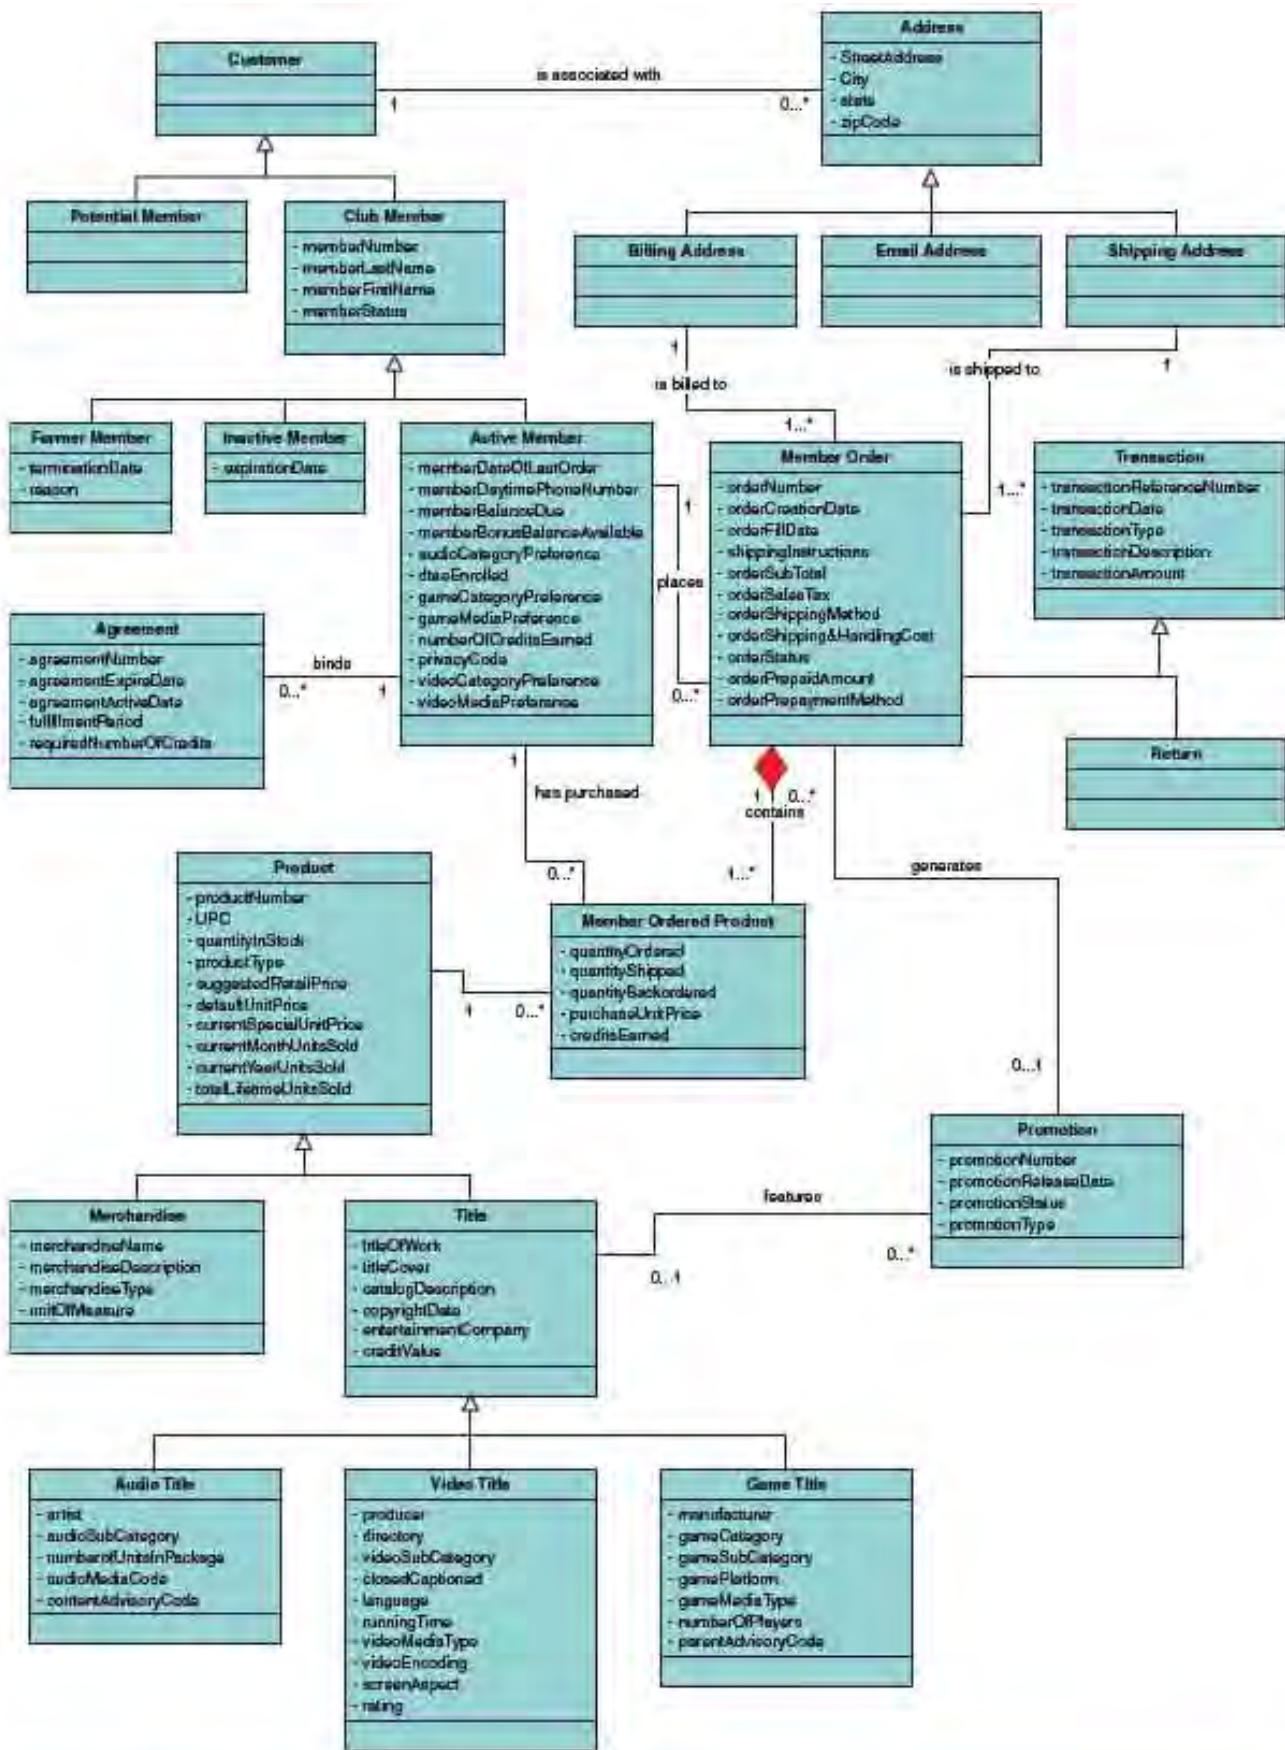 Customer
is associated with
1
0...*
Address
- StreetAddress
- City
- state
- zipCode
Potential Member
Club Member
- memberNumber
- memberLastName
- memberFirstName
- memberStatus
Billing Address
Email Address
Shipping Address
1
is billed to
1...*
1
is shipped to
1...*
Former Member
- terminationDate
- reason
Inactive Member
- expirationDate
Active Member
- memberDateOfLastOrder
- memberDaytimePhoneNumber
- memberBalanceDue
- memberBonusBalanceAvailable
- audioCategoryPreference
- gameCategoryPreference
- gameMediaPreference
- numberOfCreditsEarned
- privacyCode
- videoCategoryPreference
- videoMediaPreference
1
places
0...*
Member Order
- orderNumber
- orderCreationDate
- orderFillDate
- shippingInstructions
- orderSubTotal
- orderSalesTax
- orderShippingMethod
- orderShipping&HandlingCost
- orderStatus
- orderPrepaidAmount
- orderPrepaymentMethod
Transaction
- transactionReferenceNumber
- transactionDate
- transactionType
- transactionDescription
- transactionAmount
Agreement
- agreementNumber
- agreementExpireDate
- agreementActiveDate
- fulfillmentPeriod
- requiredNumberOfCredits
binds
0...*
1
Return
1
has purchased
0...*
1
0...*
contains
1...*
generates
0...1
Product
- productNumber
- UPC
- quantityInStock
- productType
- suggestedRetailPrice
- defaultUnitPrice
- currentSpecialUnitPrice
- currentMonthUnitsSold
- currentYearUnitsSold
- totalLifetimeUnitsSold
1
0...*
Member Ordered Product
- quantityOrdered
- quantityShipped
- quantityBackordered
- purchaseUnitPrice
- creditsEarned
Promotion
- promotionNumber
- promotionReleaseDate
- promotionStatus
- promotionType
Merchandise
- merchandiseName
- merchandiseDescription
- merchandiseType
- unitOfMeasure
Title
- titleOfWork
- titleCover
- catalogDescription
- copyrightDate
- entertainmentCompany
- creditValue
features
0...1
0...*
Audio Title
- artist
- audioSubCategory
- numberofUnitsInPackage
- audioMediaCode
- contentAdvisoryCode
Video Title
- producer
- directory
- videoSubCategory
- closedCaptioned
- language
- runningTime
- videoMediaType
- videoEncoding
- screenAspect
- rating
Game Title
- manufacturer
- gameCategory
- gameSubCategory
- gamePlatform
- gameMediaType
- numberOfPlayers
- parentAdvisoryCode